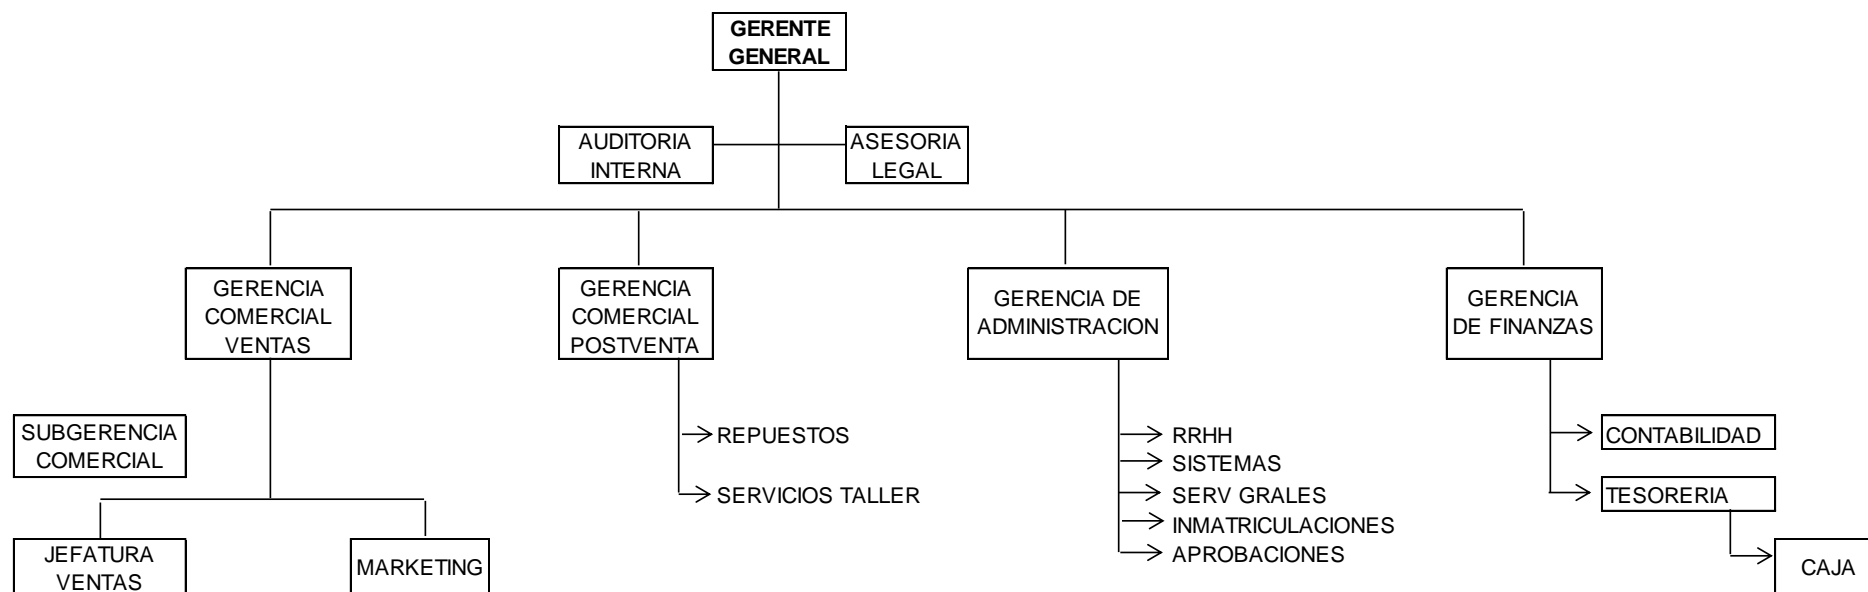 GERENTE
GENERAL
AUDITORIA
INTERNA
ASESORIA
LEGAL
GERENCIA
COMERCIAL
VENTAS
GERENCIA
COMERCIAL
POSTVENTA
GERENCIA DE
ADMINISTRACION
GERENCIA
DE FINANZAS
SUBGERENCIA
COMERCIAL
JEFATURA
VENTAS
MARKETING
REPUESTOS
SERVICIOS TALLER
RRHH
SISTEMAS
SERV GRALES
INMATRICULACIONES
APROBACIONES
CONTABILIDAD
TESORERIA
CAJA